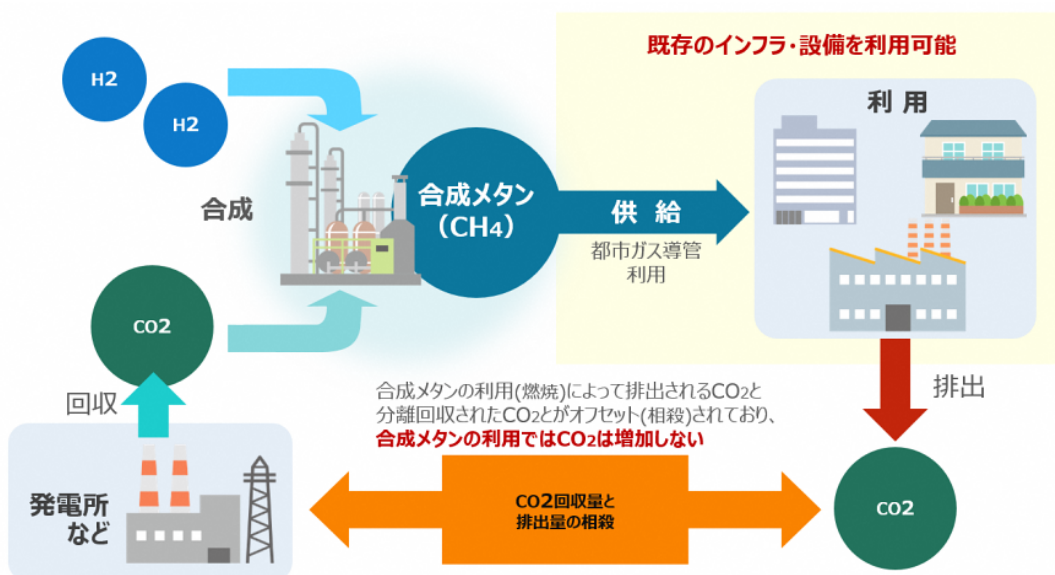 既存のインフラ・設備を利用可能
H2
H2
利 用
合成
合成メタン
(CH4)
供 給
都市ガス導管
利用
CO2
回収
合成メタンの利用(燃焼)によって排出されるCO2と
分離回収されたCO2とがオフセット(相殺)されており、
合成メタンの利用ではCO2は増加しない
排出
発電所
など
CO2回収量と
排出量の相殺
CO2